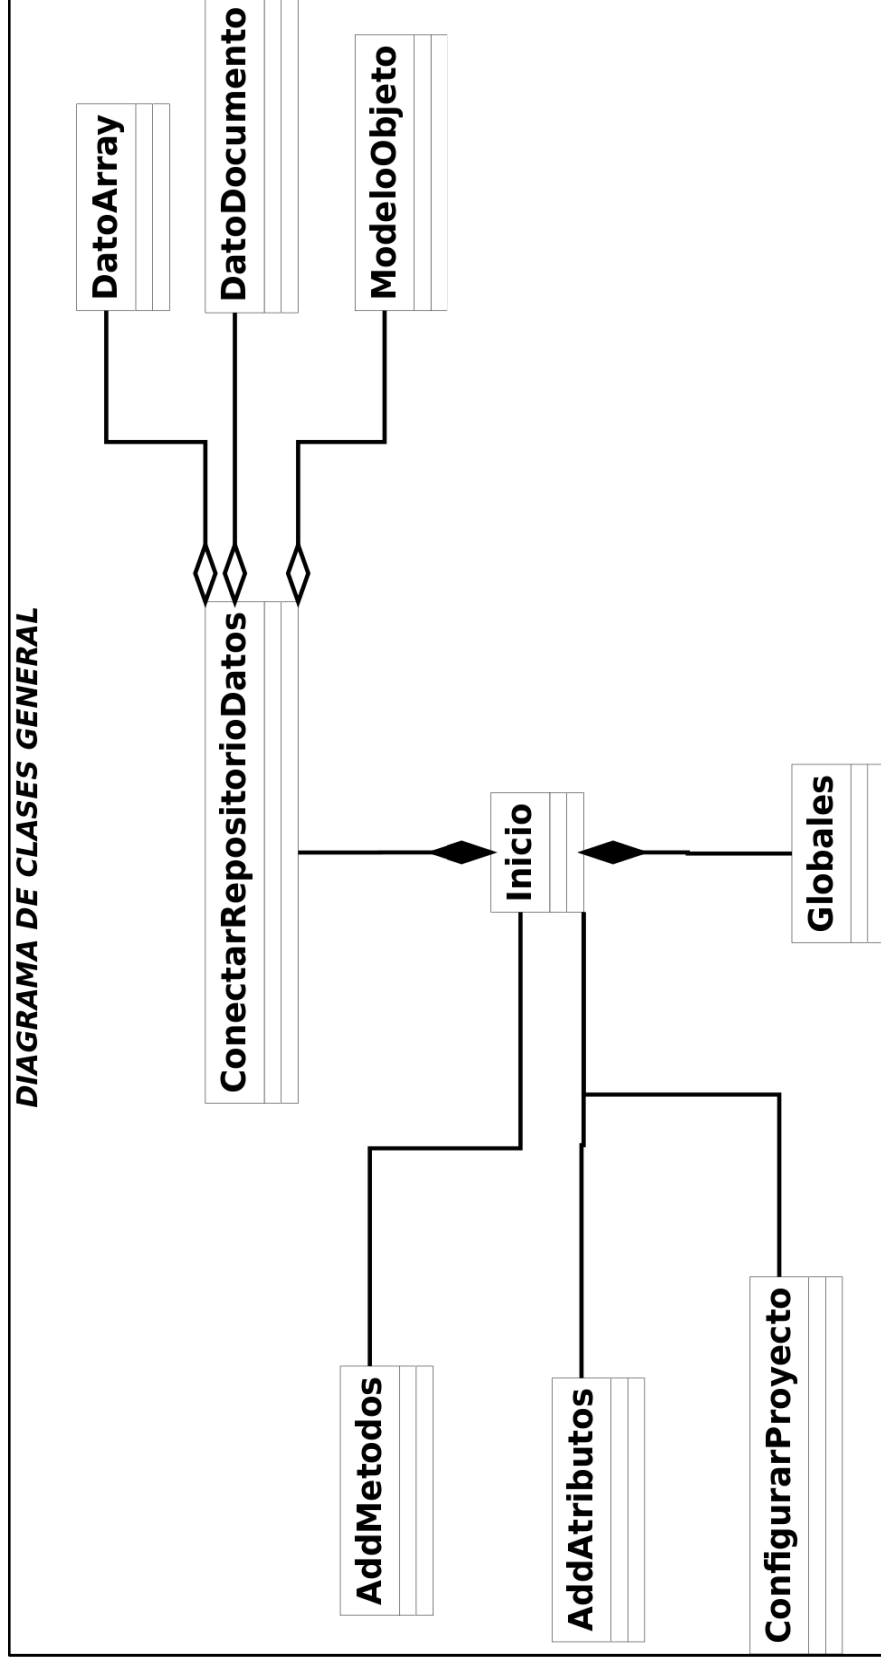 DIAGRAMA DE CLASES GENERAL
DatoArray
DatoDocumento
ModeloObjeto
ConectarRepositorioDatos
Inicio
Globales
AddMetodos
AddAtributos
ConfigurarProyecto